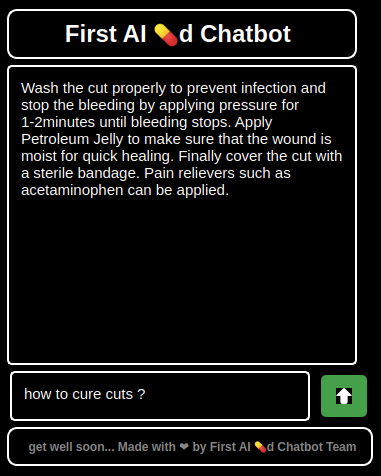 First AI 💊d Chatbot
Wash the cut properly to prevent infection and
stop the bleeding by applying pressure for
1-2minutes until bleeding stops. Apply
Petroleum Jelly to make sure that the wound is
moist for quick healing. Finally cover the cut with
a sterile bandage. Pain relievers such as
acetaminophen can be applied.
how to cure cuts ?
get well soon... Made with ❤ by First AI 💊d Chatbot Team